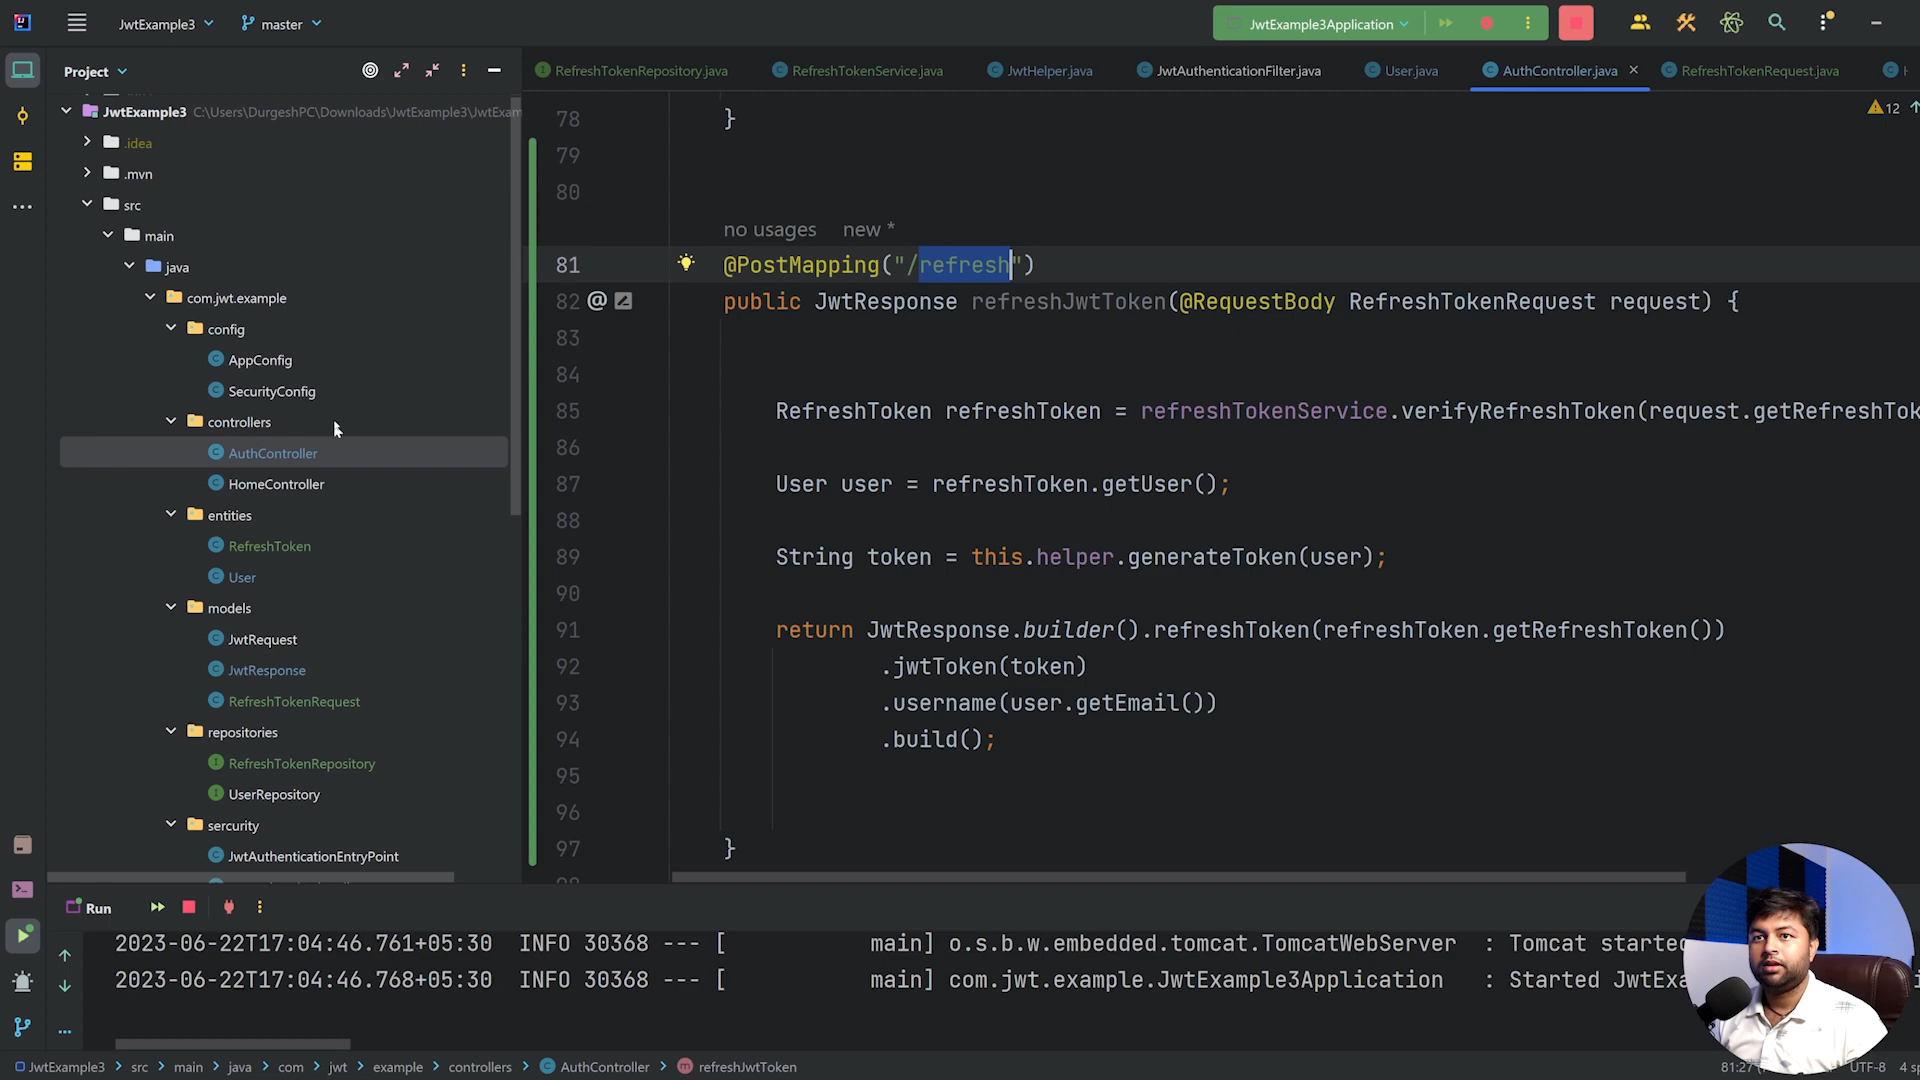 JwtExample3
master
JwtExample3Application
Project
RefreshTokenRepository.java
RefreshTokenService.java
JwtHelper.java
JwtAuthenticationFilter.java
User.java
AuthController.java
RefreshTokenRequest.java
JwtExample3 C:\Users\DurgeshPC\Downloads\JwtExample3\JwtExam
.idea
.mvn
src
main
java
com.jwt.example
config
AppConfig
SecurityConfig
controllers
AuthController
HomeController
entities
RefreshToken
User
models
JwtRequest
JwtResponse
RefreshTokenRequest
repositories
RefreshTokenRepository
UserRepository
sercurity
JwtAuthenticationEntryPoint
12
78 }
79
80
no usages new *
81 @PostMapping("/refresh")
82 @ public JwtResponse refreshJwtToken(@RequestBody RefreshTokenRequest request) {
83
84
85 RefreshToken refreshToken = refreshTokenService.verifyRefreshToken(request.getRefreshTok
86
87 User user = refreshToken.getUser();
88
89 String token = this.helper.generateToken(user);
90
91 return JwtResponse.builder().refreshToken(refreshToken.getRefreshToken())
92 .jwtToken(token)
93 .username(user.getEmail())
94 .build();
95
96
97 }
Run
2023-06-22T17:04:46.761+05:30 INFO 30368 --- [ main] o.s.b.w.embedded.tomcat.TomcatWebServer : Tomcat started
2023-06-22T17:04:46.768+05:30 INFO 30368 --- [ main] com.jwt.example.JwtExample3Application : Started JwtExa
JwtExample3 > src > main > java > com > jwt > example > controllers > AuthController > refreshJwtToken
81:27
UTF-8